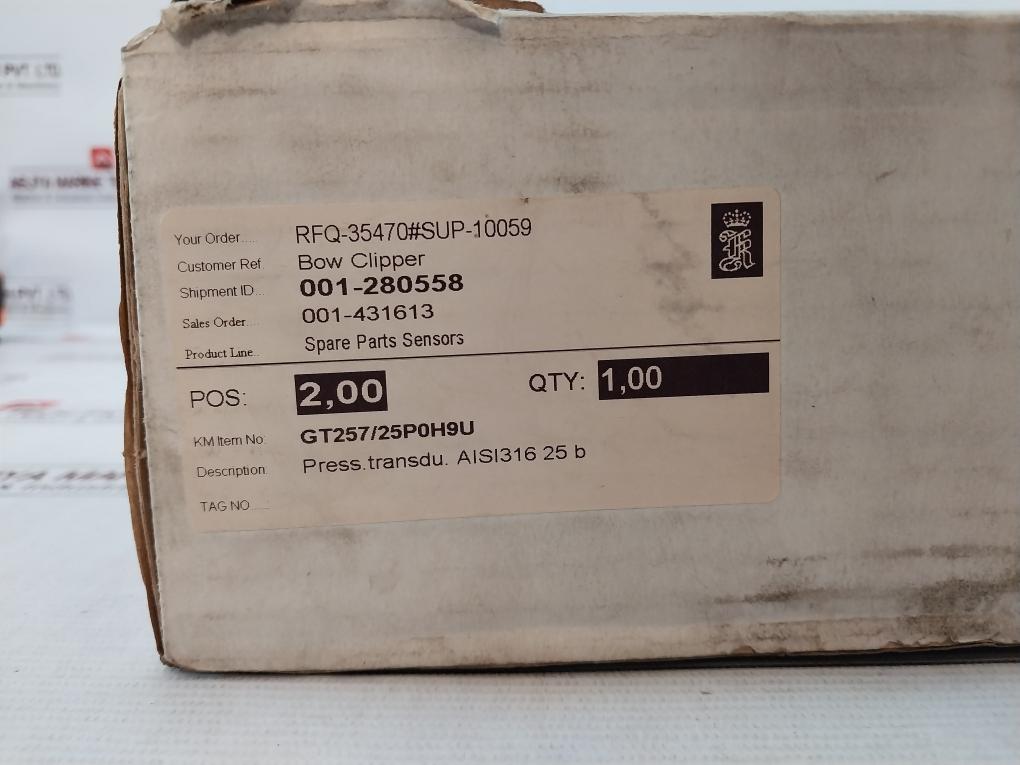 Your Order..... RFQ-35470#SUP-10059
Customer Ref. Bow Clipper
Shipment ID... 001-280558
Sales Order.... 001-431613
Product Line.. Spare Parts Sensors
POS: 2,00 QTY: 1,00
KM Item No. GT257/25P0H9U
Description. Press.transdu. AISI316 25 b
TAG NO.....
PVT. LTD